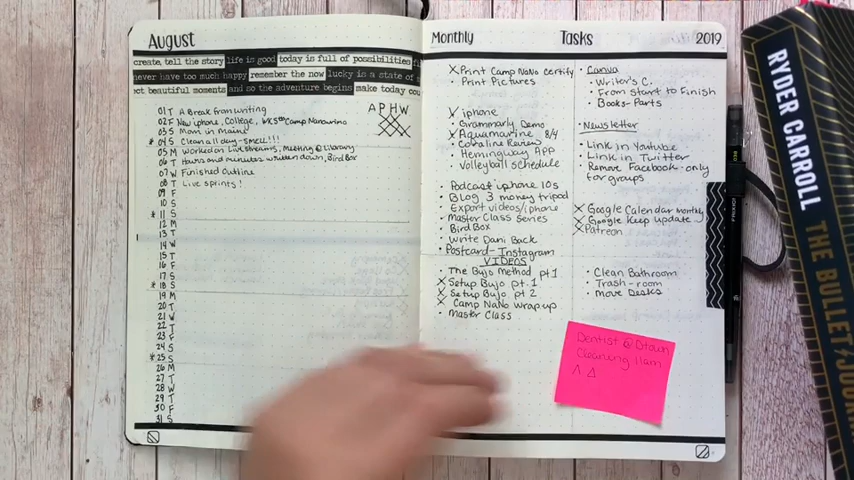 August
create, tell the story life is good today is full of possibilities
never have too much happy remember the now lucky is a state of
ct beautiful moments and so the adventure begins make today cou
A P H W
01 T A Break from writing
02 F New iphone, College, Camp Nanowrimo
03 S Mom in Maine
* 04 S Clean all day - SMELL!!!
05 M Worked on Livestreams, Meeting @ Library
06 T Hours and minutes written down, Bird Box
07 W Finished Outline
08 T Live sprints!
09 F
10 S
* 11 S
12 M
13 T
14 W
15 T
16 F
17 S
* 18 S
19 M
20 T
21 W
22 T
23 F
24 S
* 25 S
26 M
27 T
28 W
29 T
30 F
31 S
Monthly Tasks 2019
X Print Camp NaNo Certify
• Print Pictures
X iphone
• Grammarly Demo
X Aquamarine 8/4
• Coraline Review
• Hemingway App
• Volleyball schedule
• Podcast iphone 10s
• Blog 3 money tripod
• Export videos/iphone
• Master Class Series
• Bird Box
• Write Dani Back
• Postcard - Instagram
VIDEOS
• The Bujo Method pt 1
X Setup Bujo pt. 1
X Setup Bujo pt 2
X Camp NaNo Wrap up
• Master Class
• Canva
• Writer's C.
• From Start to Finish
• Books - Parts
• Newsletter
• Link in Youtube
• Link in Twitter
• Remove Facebook - only
for groups
X Google Calendar monthly
X Google Keep update
X Patreon
• Clean Bathroom
• Trash - room
• Move Desks
Dentist @ Dtown
Cleaning 11am
RYDER CARROLL
THE BULLET
JOURN